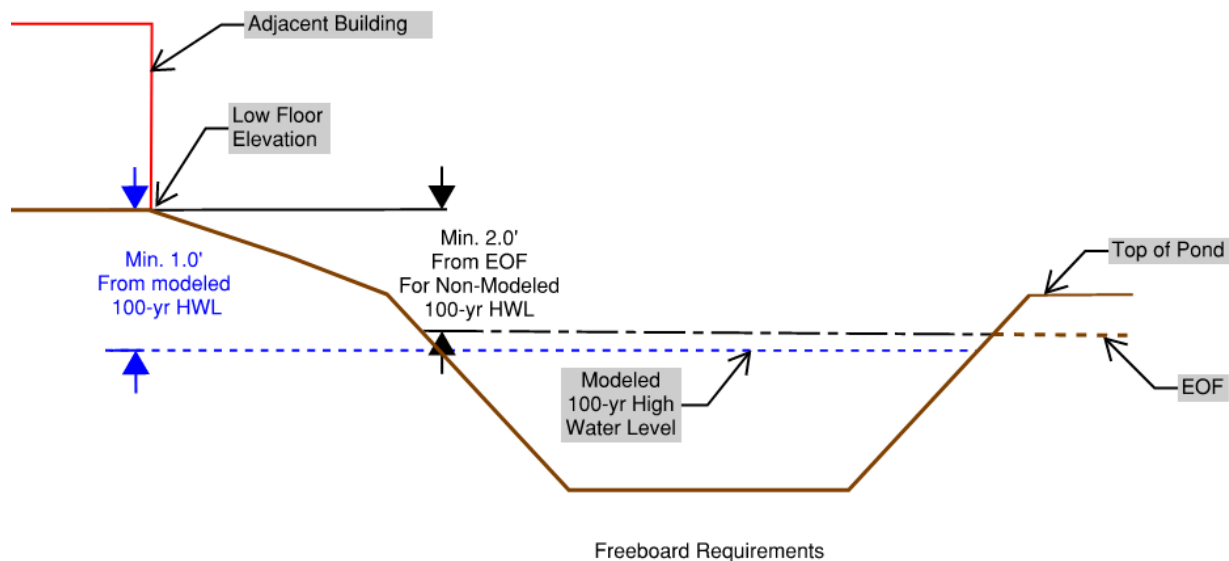 Adjacent Building
Low Floor
Elevation
Min. 1.0'
From modeled
100-yr HWL
Min. 2.0'
From EOF
For Non-Modeled
100-yr HWL
Top of Pond
Modeled
100-yr High
Water Level
EOF
Freeboard Requirements